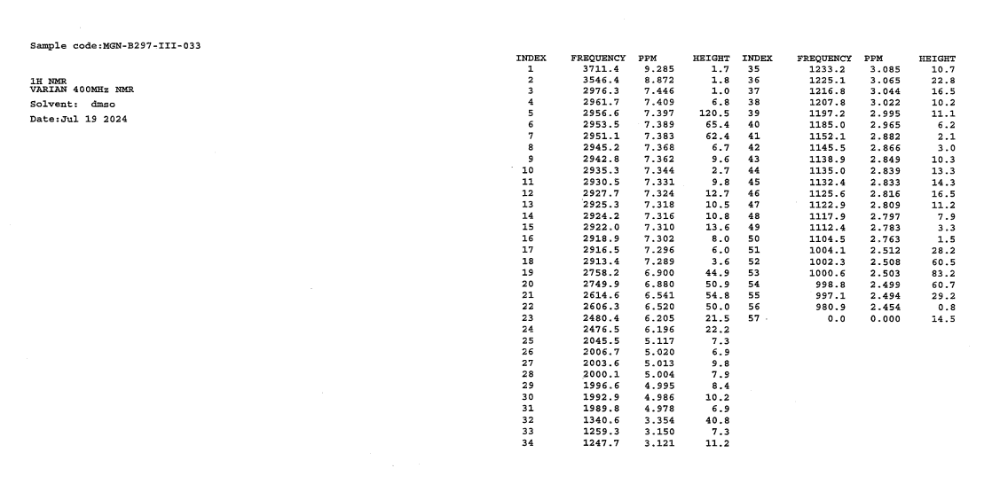 Sample code:MGN-B297-III-033
1H NMR
VARIAN 400MHz NMR
Solvent: dmso
Date:Jul 19 2024
INDEX FREQUENCY PPM HEIGHT INDEX FREQUENCY PPM HEIGHT
1 3711.4 9.285 1.7 35 1233.2 3.085 10.7
2 3546.4 8.872 1.8 36 1225.1 3.065 22.8
3 2976.3 7.446 1.0 37 1216.8 3.044 16.5
4 2961.7 7.409 6.8 38 1207.8 3.022 10.2
5 2956.6 7.397 120.5 39 1197.2 2.995 11.1
6 2953.5 7.389 65.4 40 1185.0 2.965 6.2
7 2951.1 7.383 62.4 41 1152.1 2.882 2.1
8 2945.2 7.368 6.7 42 1145.5 2.866 3.0
9 2942.8 7.362 9.6 43 1138.9 2.849 10.3
10 2935.3 7.344 2.7 44 1135.0 2.839 13.3
11 2930.5 7.331 9.8 45 1132.4 2.833 14.3
12 2927.7 7.324 12.7 46 1125.6 2.816 16.5
13 2925.3 7.318 10.5 47 1122.9 2.809 11.2
14 2924.2 7.316 10.8 48 1117.9 2.797 7.9
15 2922.0 7.310 13.6 49 1112.4 2.783 3.3
16 2918.9 7.302 8.0 50 1104.5 2.763 1.5
17 2916.5 7.296 6.0 51 1004.1 2.512 28.2
18 2913.4 7.289 3.6 52 1002.3 2.508 60.5
19 2758.2 6.900 44.9 53 1000.6 2.503 83.2
20 2749.9 6.880 50.9 54 998.8 2.499 60.7
21 2614.6 6.541 54.8 55 997.1 2.494 29.2
22 2606.3 6.520 50.0 56 980.9 2.454 0.8
23 2480.4 6.205 21.5 57 0.0 0.000 14.5
24 2476.5 6.196 22.2
25 2045.5 5.117 7.3
26 2006.7 5.020 6.9
27 2003.6 5.013 9.8
28 2000.1 5.004 7.9
29 1996.6 4.995 8.4
30 1992.9 4.986 10.2
31 1989.8 4.978 6.9
32 1340.6 3.354 40.8
33 1259.3 3.150 7.3
34 1247.7 3.121 11.2